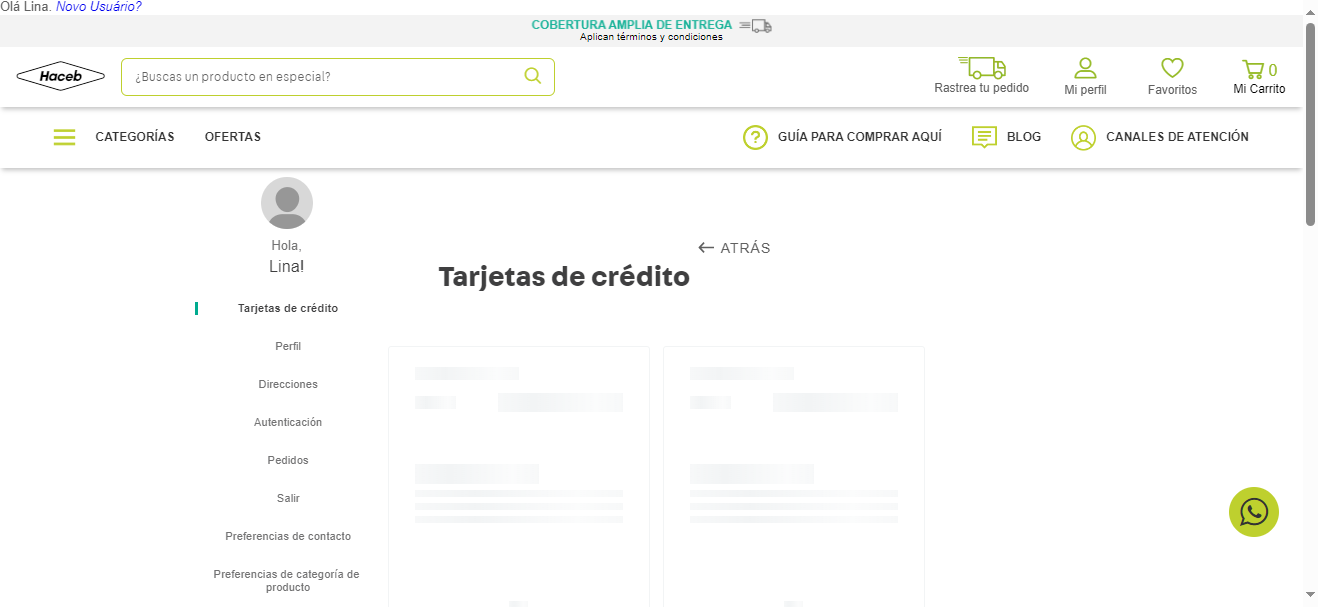 Olá Lina. Novo Usuário?
COBERTURA AMPLIA DE ENTREGA
Aplican términos y condiciones
Haceb
¿Buscas un producto en especial?
Rastrea tu pedido
Mi perfil
Favoritos
0
Mi Carrito
CATEGORÍAS
OFERTAS
GUÍA PARA COMPRAR AQUÍ
BLOG
CANALES DE ATENCIÓN
Hola,
Lina!
ATRÁS
Tarjetas de crédito
Tarjetas de crédito
Perfil
Direcciones
Autenticación
Pedidos
Salir
Preferencias de contacto
Preferencias de categoría de
producto